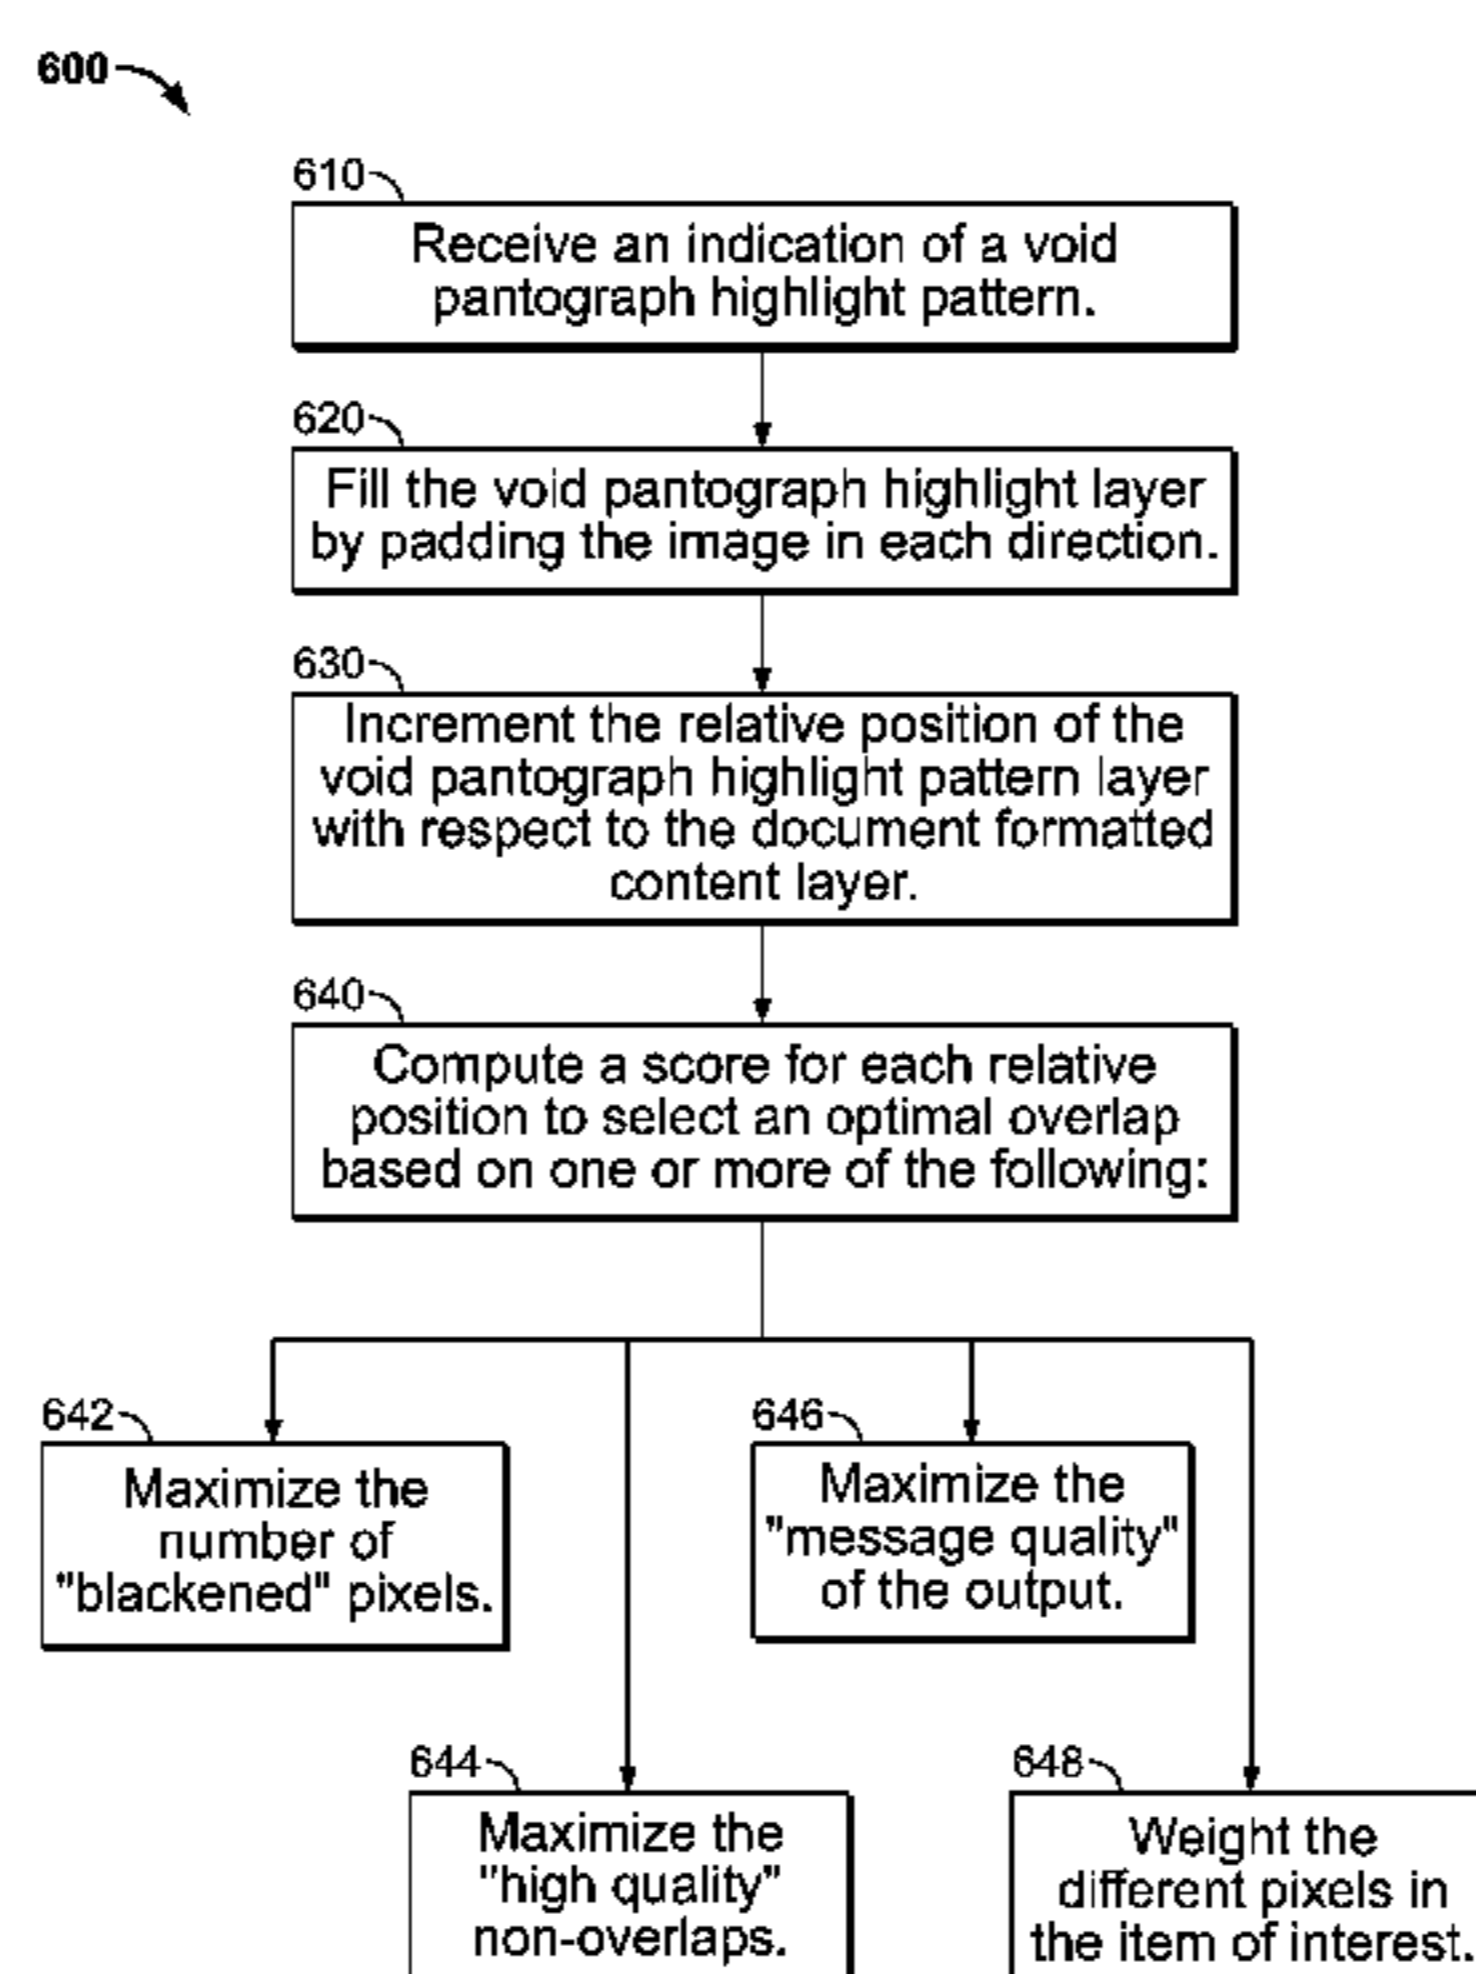 600
610
Receive an indication of a void
pantograph highlight pattern.
620
Fill the void pantograph highlight layer
by padding the image in each direction.
630
Increment the relative position of the
void pantograph highlight pattern layer
with respect to the document formatted
content layer.
640
Compute a score for each relative
position to select an optimal overlap
based on one or more of the following:
642
Maximize the
number of
"blackened" pixels.
646
Maximize the
"message quality"
of the output.
644
Maximize the
"high quality"
non-overlaps.
648
Weight the
different pixels in
the item of interest.